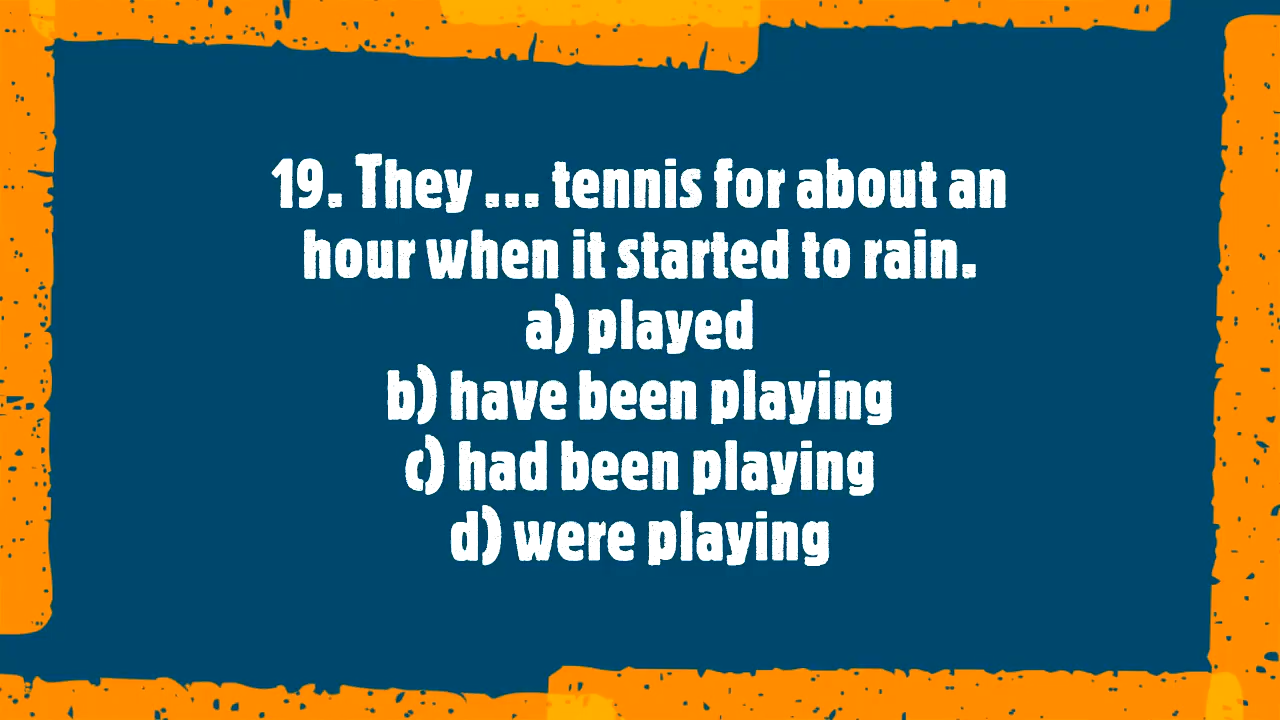 19. They ... tennis for about an
hour when it started to rain.
a) played
b) have been playing
c) had been playing
d) were playing